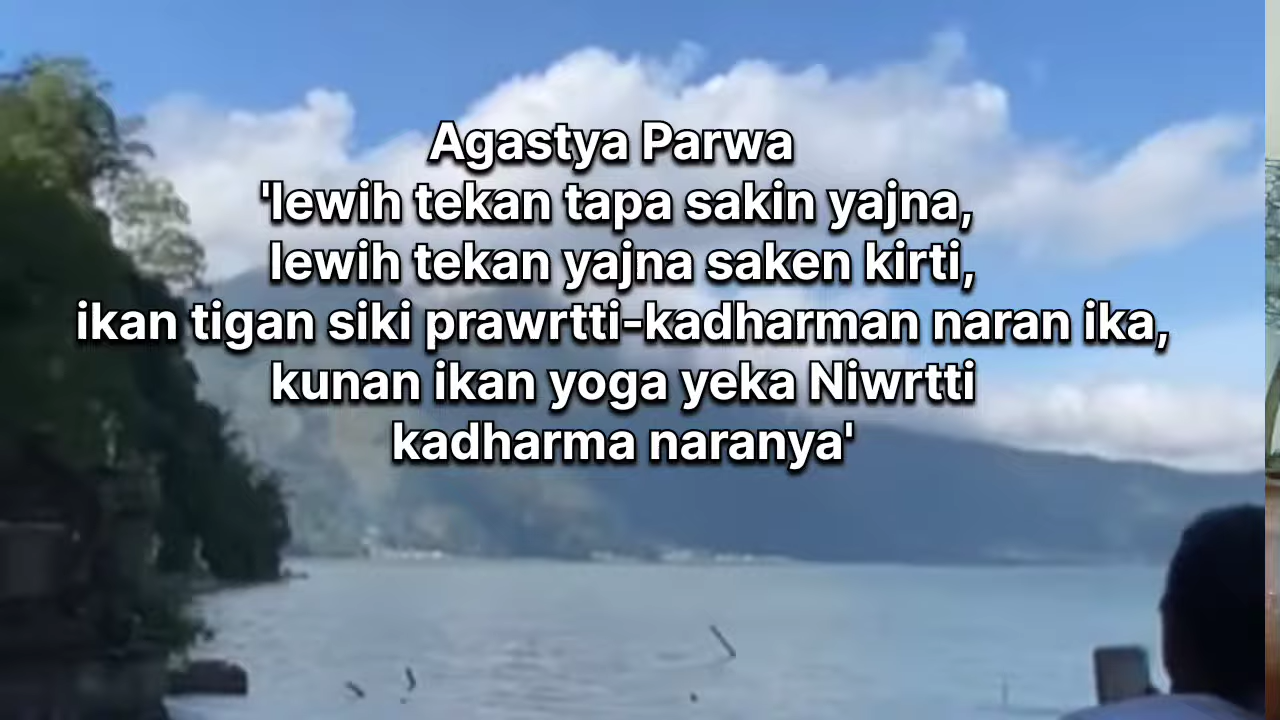 Agastya Parwa
'lewih tekan tapa sakin yajna,
lewih tekan yajna saken kirti,
ikan tigan siki prawrtti-kadharman naran ika,
kunan ikan yoga yeka Niwrtti
kadharma naranya'